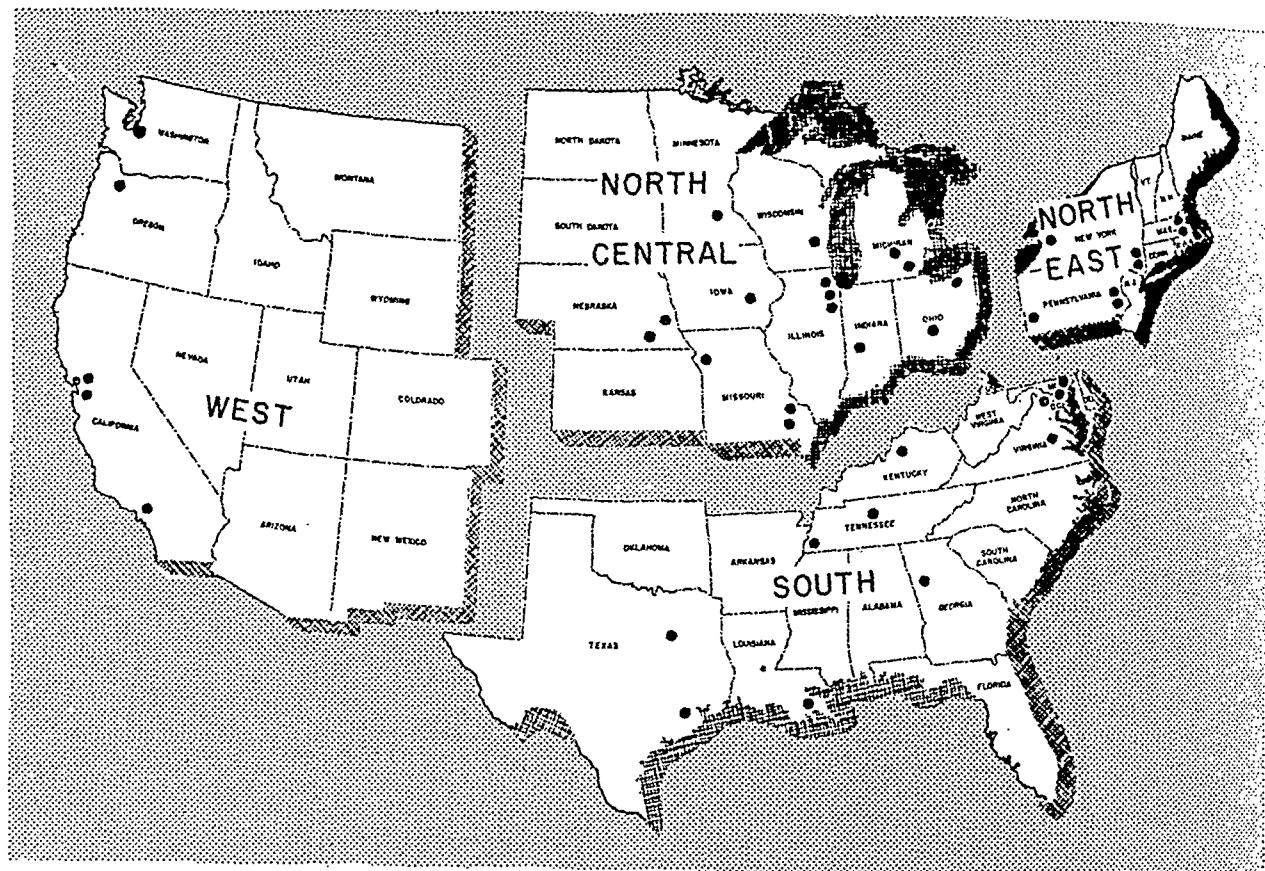 WASHINGTON
MONTANA
OREGON
IDAHO
WYOMING
NEVADA
UTAH
COLORADO
WEST
CALIFORNIA
ARIZONA
NEW MEXICO
NORTH DAKOTA
MINNESOTA
NORTH
SOUTH DAKOTA
WISCONSIN
CENTRAL
MICHIGAN
NEBRASKA
IOWA
ILLINOIS
INDIANA
OHIO
KANSAS
MISSOURI
MAINE
VT
N.H.
NORTH
NEW YORK
MAS.
EAST
CONN
PENNSYLVANIA
N.J.
WEST
VIRGINIA
VIRGINIA
KENTUCKY
NORTH
CAROLINA
TENNESSEE
OKLAHOMA
ARKANSAS
SOUTH
CAROLINA
SOUTH
MISSISSIPPI
ALABAMA
GEORGIA
TEXAS
LOUISIANA
FLORIDA